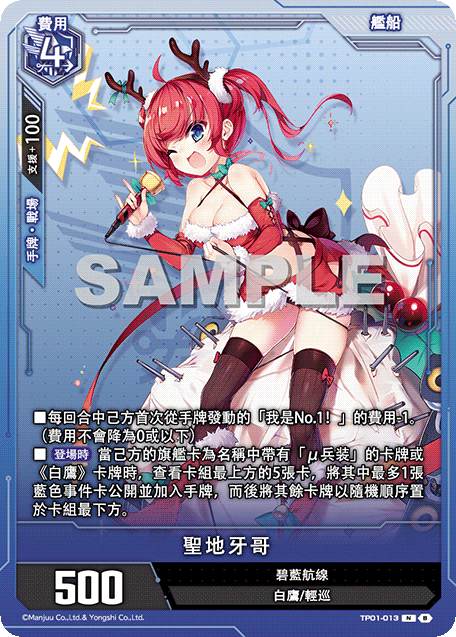 費用
艦船
4
支援+100
手牌・戰場
SAMPLE
■每回合中己方首次從手牌發動的「我是No.1！」的費用-1。
（費用不會降為0或以下）
■ 登場時 當己方的旗艦卡為名稱中帶有「μ兵装」的卡牌或
《白鷹》卡牌時，查看卡組最上方的5張卡，將其中最多1張
藍色事件卡公開並加入手牌，而後將其餘卡牌以隨機順序置
於卡組最下方。
聖地牙哥
500
碧藍航線
白鷹/輕巡
©Manjuu Co.,Ltd.& Yongshi Co.,Ltd.
TP01-013 N B